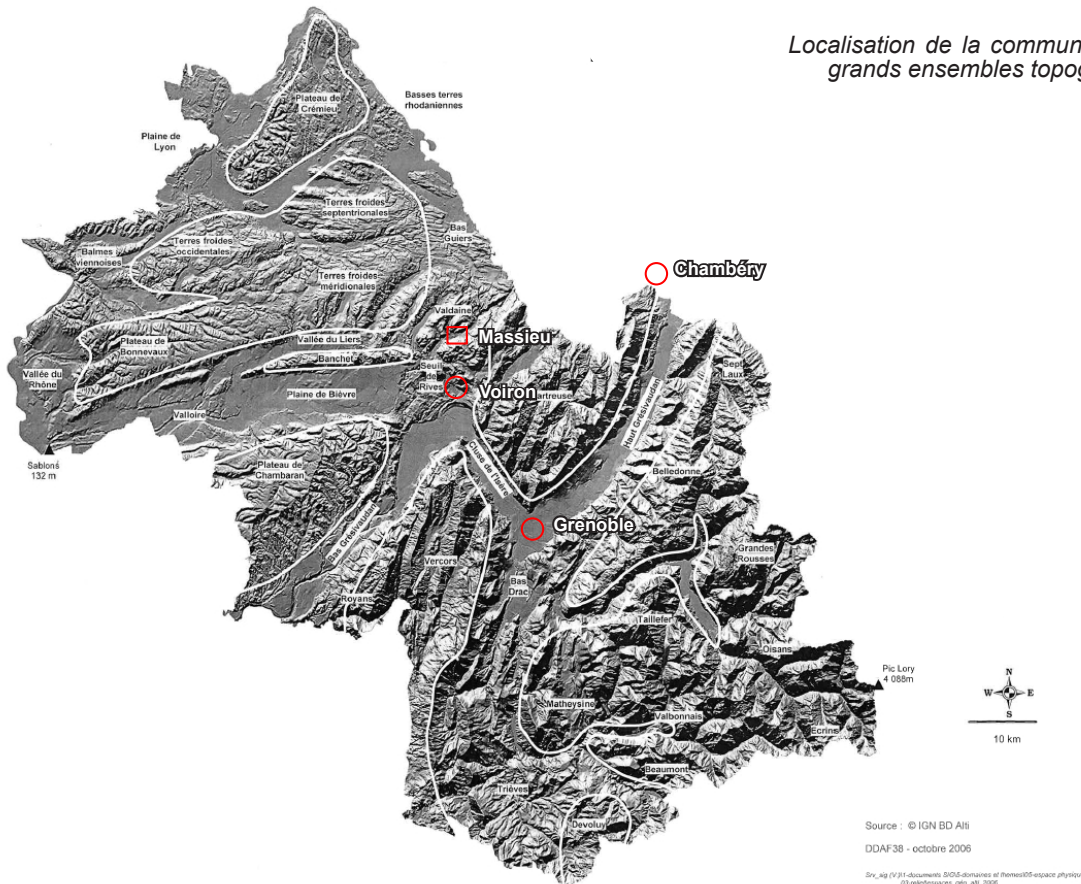 Localisation de la commun
grands ensembles topog
Plateau de
Crémieu
Basses terres
rhodaniennes
Plaine de
Lyon
Terres froides
septentrionales
Bas
Guiers
Terres froides
occidentales
Balmes
viennoises
Terres froides
méridionales
Chambéry
Valdaine
Massieu
Vallée du Liers
Plateau de
Bonnevaux
Banchet
Seuil
de
Rives
Vallée du
Rhône
Voiron
Plaine de Bièvre
artreuse
Sept
Laux
Haut Grésivaudan
Valloire
Cluse de l'Isère
Sablons
132 m
Plateau de
Chambaran
Belledonne
Bas Grésivaudan
Grenoble
Grandes
Rousses
Vercors
Bas
Drac
Royans
Taillefer
Oisans
Pic Lory
4 088m
Matheysine
Valbonnais
Ecrins
Beaumont
Trièves
Devoluy
N
W E
S
10 km
Source : © IGN BD Alti
DDAF38 - octobre 2006